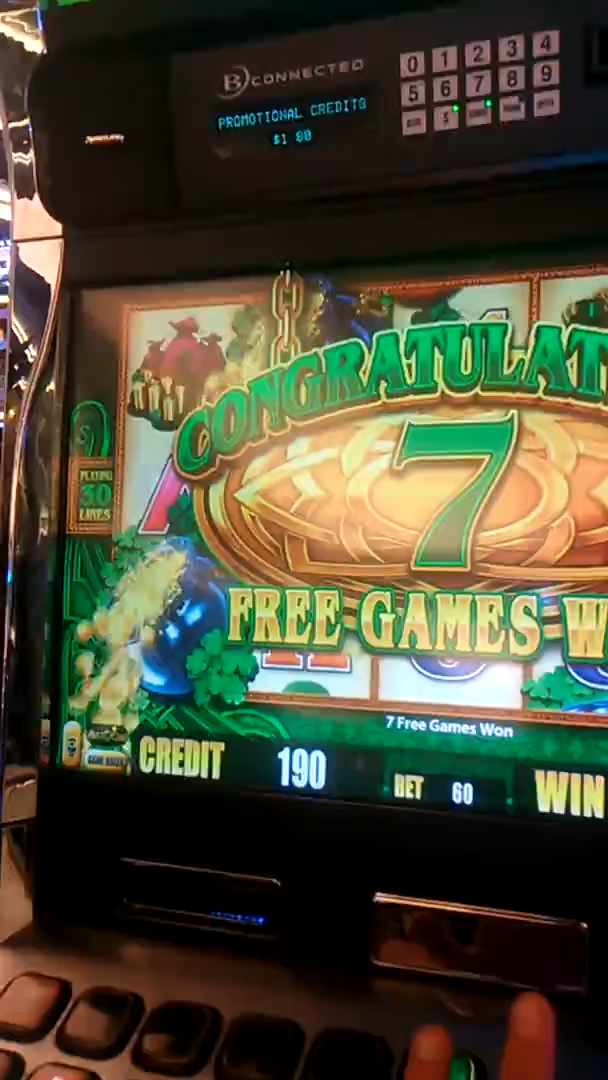 B CONNECTED
PROMOTIONAL CREDITS
$1 80
0 1 2 3 4
5 6 7 8 9
CONGRATULAT
7
FREE GAMES W
PLAYING
30
LINES
7 Free Games Won
CREDIT 190 BET 60 WIN